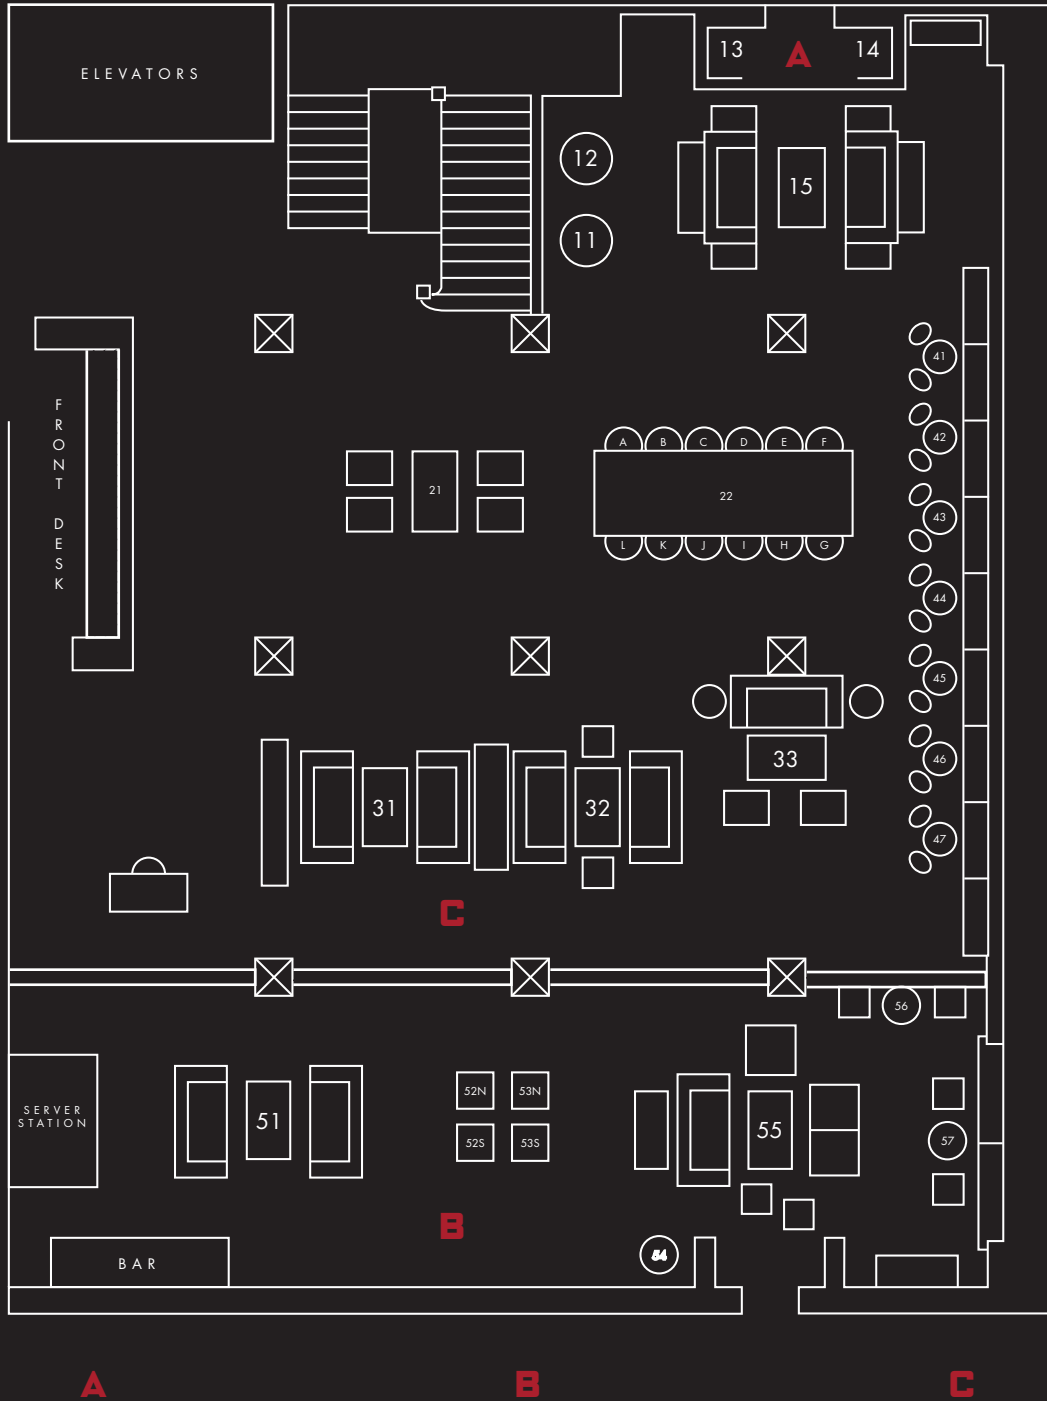 ELEVATORS
13
A
14
12
15
11
FRONT DESK
41
42
43
44
45
46
47
21
A B C D E F
22
L K J I H G
33
31
32
C
56
SERVER
STATION
51
52N 53N
52S 53S
55
57
B
54
BAR
A B C